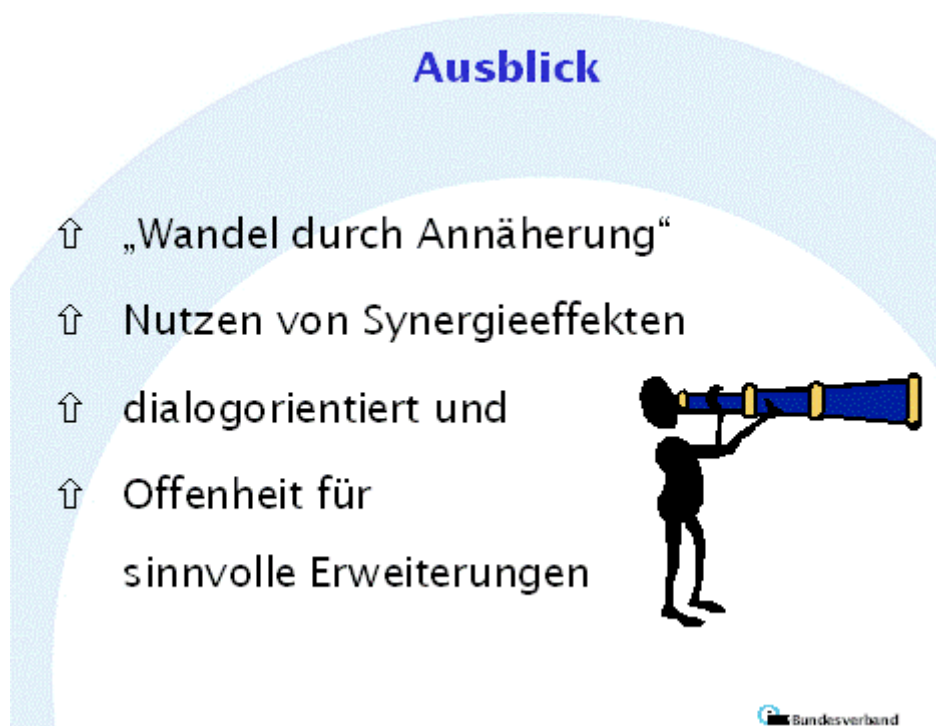 Ausblick
⇧ „Wandel durch Annäherung“
⇧ Nutzen von Synergieeffekten
⇧ dialogorientiert und
⇧ Offenheit für
sinnvolle Erweiterungen
Bundesverband